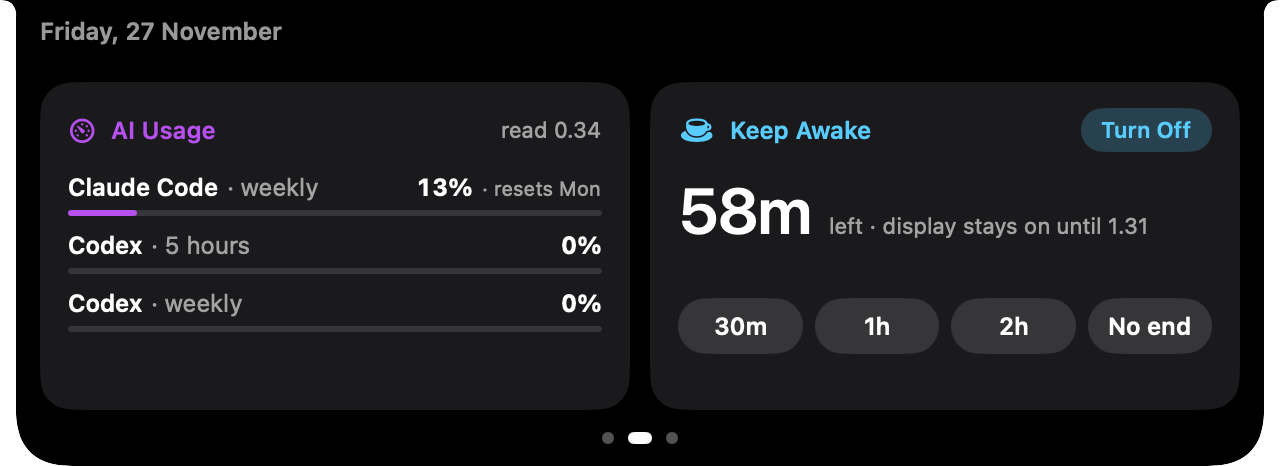 Friday, 27 November
AI Usage
read 0.34
Claude Code · weekly
13% · resets Mon
Codex · 5 hours
0%
Codex · weekly
0%
Keep Awake
Turn Off
58m left · display stays on until 1.31
30m
1h
2h
No end